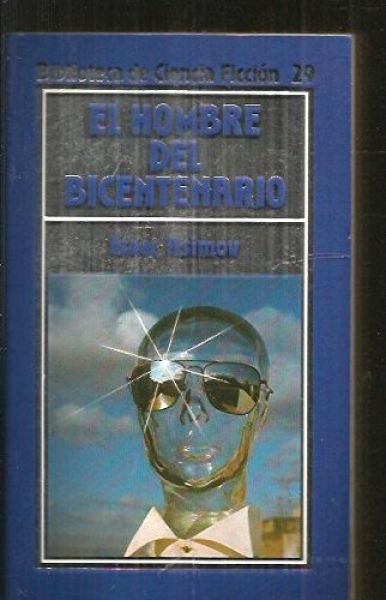 Biblioteca de Ciencia Ficción 29
EL HOMBRE
DEL
BICENTENARIO
Isaac Asimov